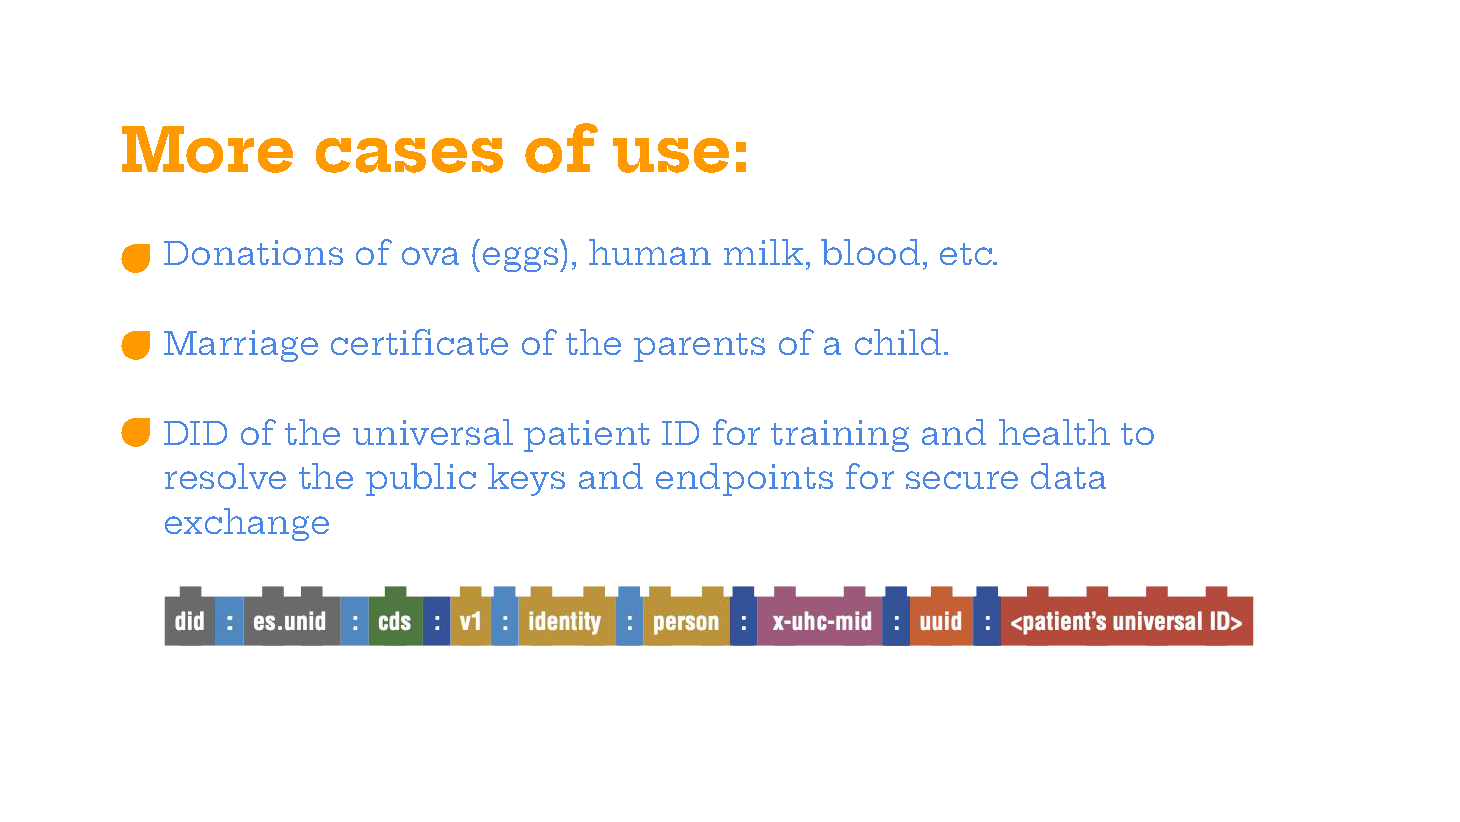 More cases of use:
Donations of ova (eggs), human milk, blood, etc.
Marriage certificate of the parents of a child.
DID of the universal patient ID for training and health to
resolve the public keys and endpoints for secure data
exchange
did : es.unid : cds : v1 : identity : person : x-uhc-mid : uuid : <patient’s universal ID>